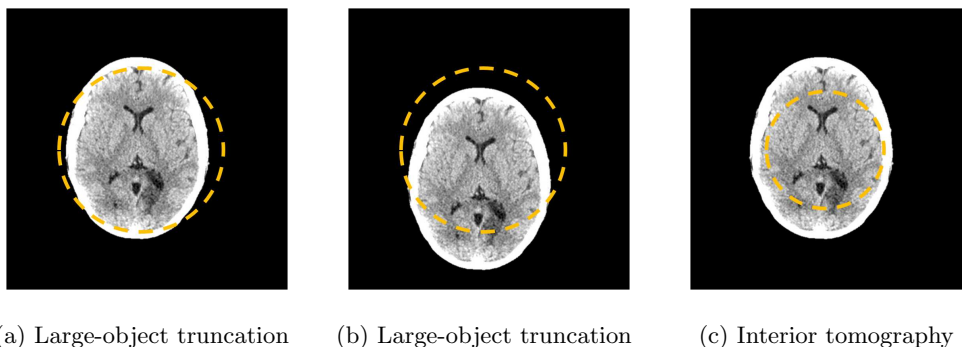 (a) Large-object truncation
(b) Large-object truncation
(c) Interior tomography